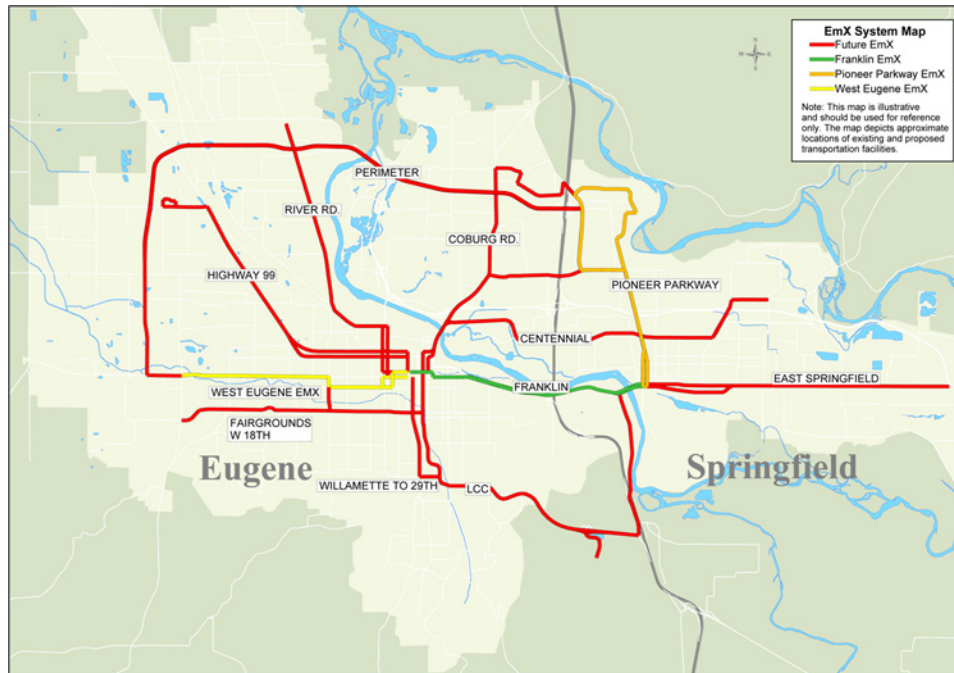 EmX System Map
Future EmX
Franklin EmX
Pioneer Parkway EmX
West Eugene EmX
Note: This map is illustrative
and should be used for reference
only. The map depicts approximate
locations of existing and proposed
transportation facilities.
N
PERIMETER
RIVER RD.
COBURG RD.
HIGHWAY 99
PIONEER PARKWAY
CENTENNIAL
EAST SPRINGFIELD
FRANKLIN
WEST EUGENE EMX
FAIRGROUNDS
W 18TH
Eugene
Springfield
WILLAMETTE TO 29TH
LCC